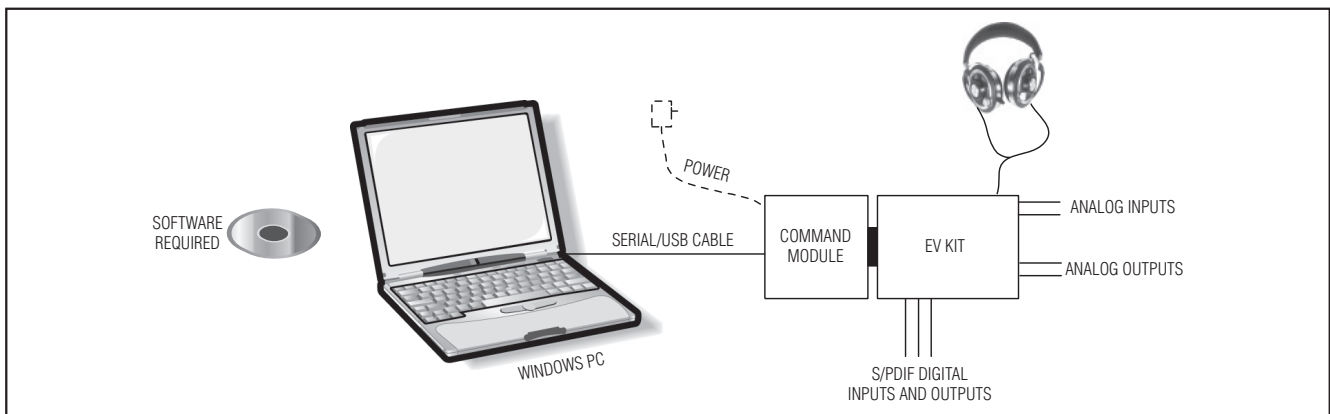 SOFTWARE
REQUIRED
WINDOWS PC
SERIAL/USB CABLE
POWER
COMMAND
MODULE
EV KIT
ANALOG INPUTS
ANALOG OUTPUTS
S/PDIF DIGITAL
INPUTS AND OUTPUTS